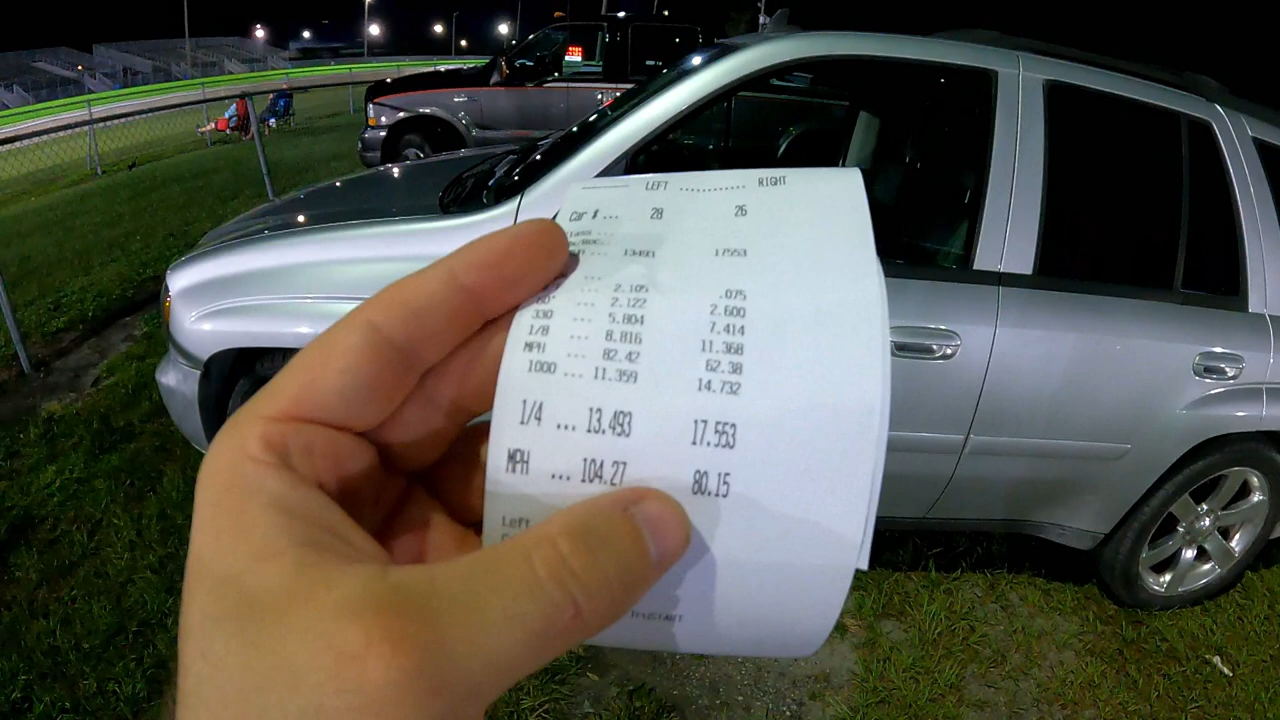 LEFT ......... RIGHT
Car # ... 28 26
Class ...
... 13493 17553
...
... 2.105 .075
60' ... 2.122 2.600
330 ... 5.804 7.414
1/8 ... 8.816 11.368
MPH ... 82.42 62.38
1000 ... 11.359 14.732
1/4 ... 13.493 17.553
MPH ... 104.27 80.15
Left